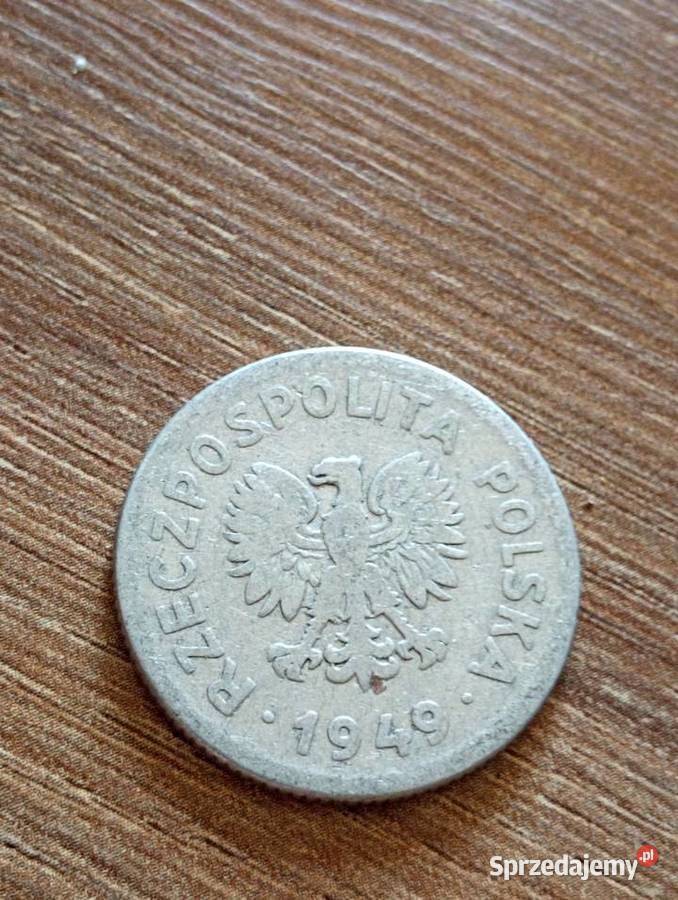 RZECZPOSPOLITA POLSKA
· 1949 ·
Sprzedajemy.pl